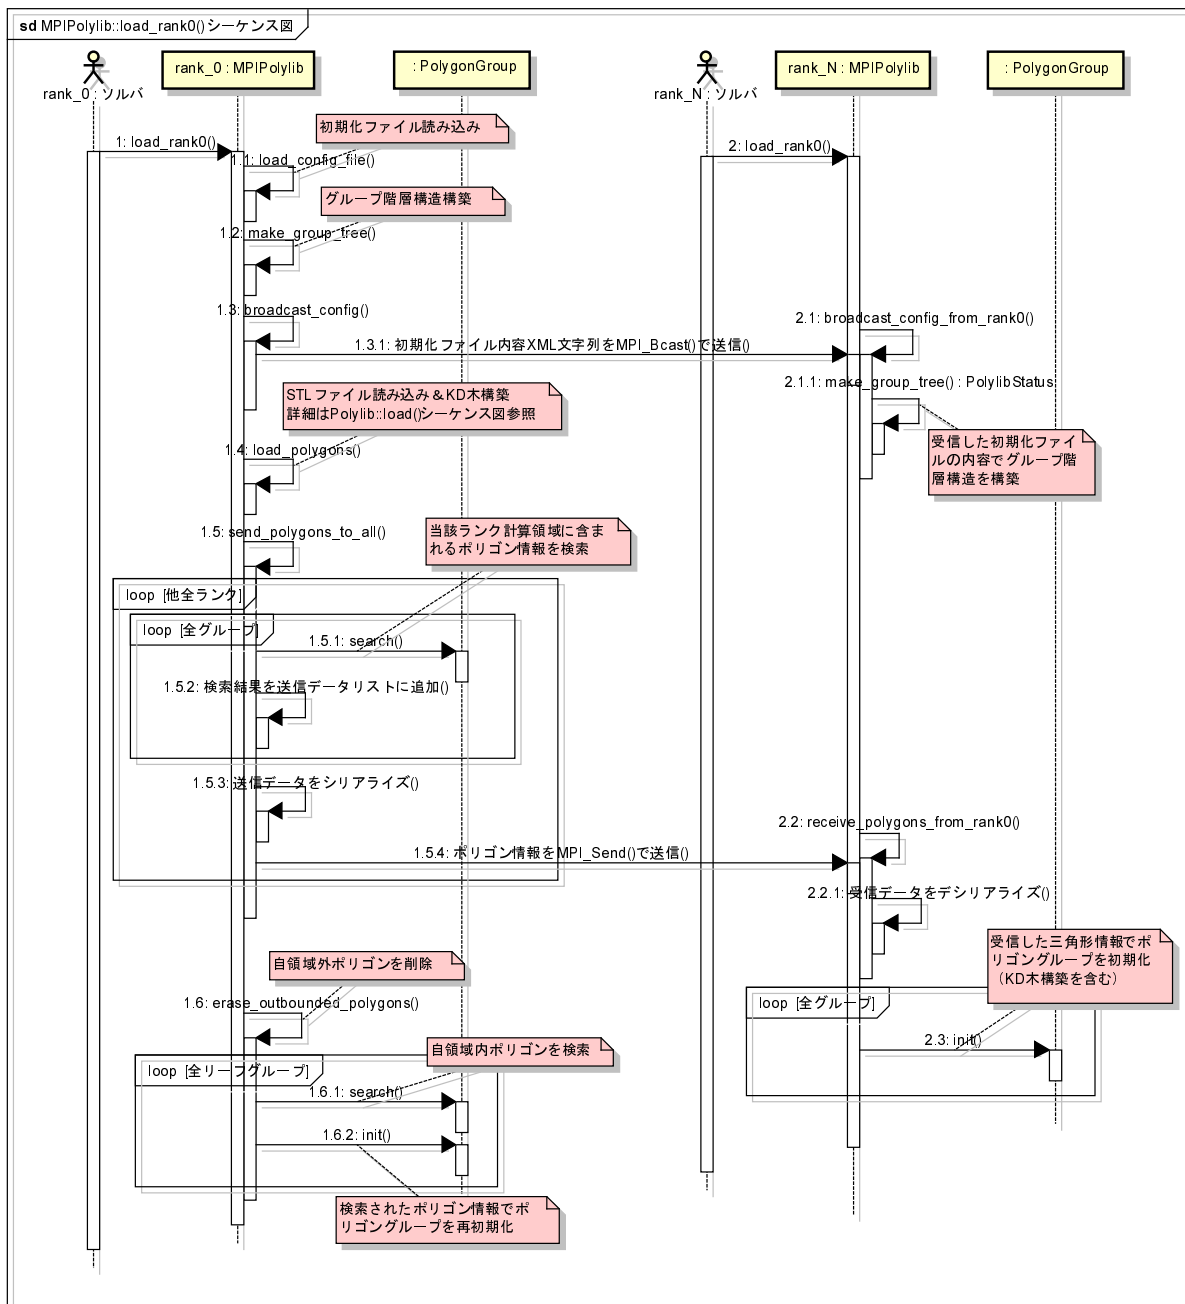 sd MPIPolylib::load_rank0()シーケンス図
rank_0 : ソルバ
rank_0 : MPIPolylib
: PolygonGroup
rank_N : ソルバ
rank_N : MPIPolylib
: PolygonGroup
初期化ファイル読み込み
1: load_rank0()
2: load_rank0()
1.1: load_config_file()
グループ階層構造構築
1.2: make_group_tree()
1.3: broadcast_config()
2.1: broadcast_config_from_rank0()
1.3.1: 初期化ファイル内容XML文字列をMPI_Bcast()で送信()
2.1.1: make_group_tree() : PolylibStatus
STLファイル読み込み＆KD木構築
詳細はPolylib::load()シーケンス図参照
受信した初期化ファイ
ルの内容でグループ階
層構造を構築
1.4: load_polygons()
1.5: send_polygons_to_all()
当該ランク計算領域に含ま
れるポリゴン情報を検索
loop [他全ランク]
loop [全グループ]
1.5.1: search()
1.5.2: 検索結果を送信データリストに追加()
1.5.3: 送信データをシリアライズ()
2.2: receive_polygons_from_rank0()
1.5.4: ポリゴン情報をMPI_Send()で送信()
2.2.1: 受信データをデシリアライズ()
受信した三角形情報でポ
リゴングループを初期化
（KD木構築を含む）
自領域外ポリゴンを削除
1.6: erase_outbounded_polygons()
loop [全グループ]
2.3: init()
自領域内ポリゴンを検索
loop [全リーフグループ]
1.6.1: search()
1.6.2: init()
検索されたポリゴン情報でポ
リゴングループを再初期化